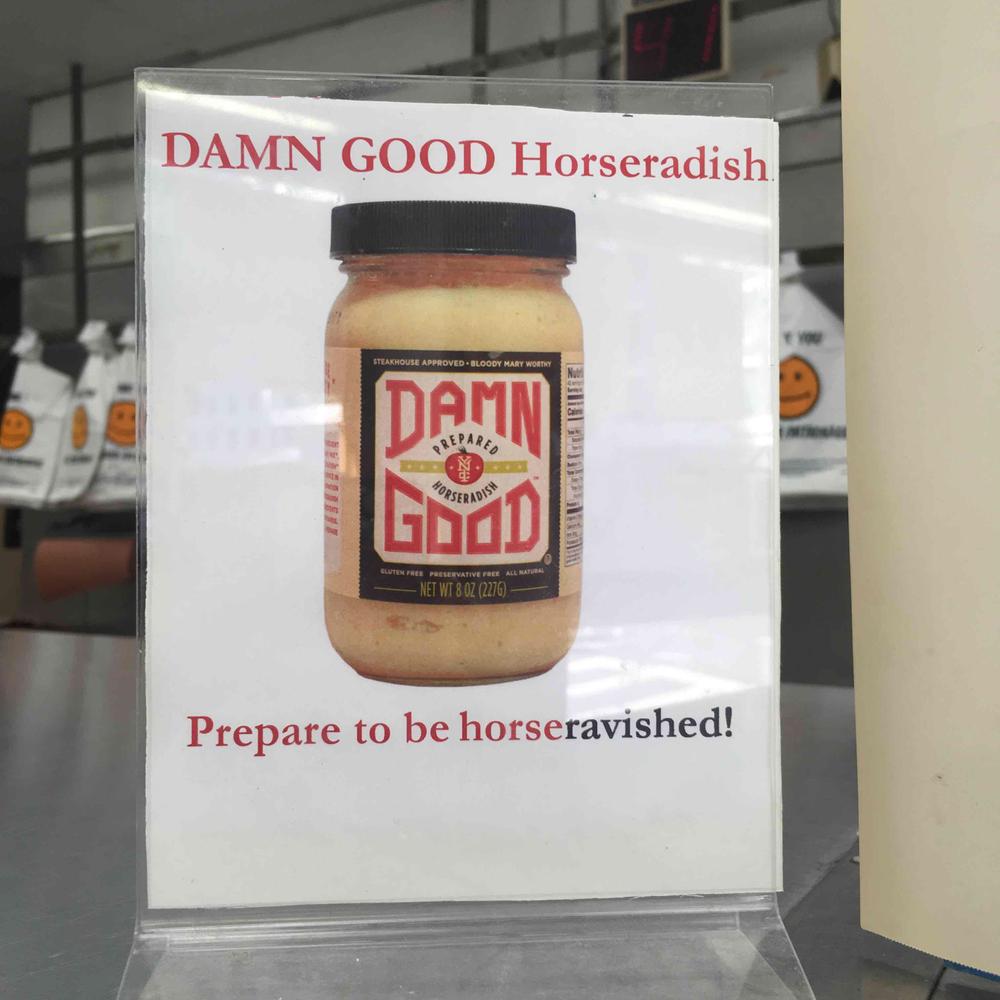 DAMN GOOD Horseradish
STEAKHOUSE APPROVED • BLOODY MARY WORTHY
DAMN
PREPARED
HORSERADISH
GOOD
GLUTEN FREE PRESERVATIVE FREE ALL NATURAL
NET WT 8 OZ (227G)
Prepare to be horseravished!
YOU